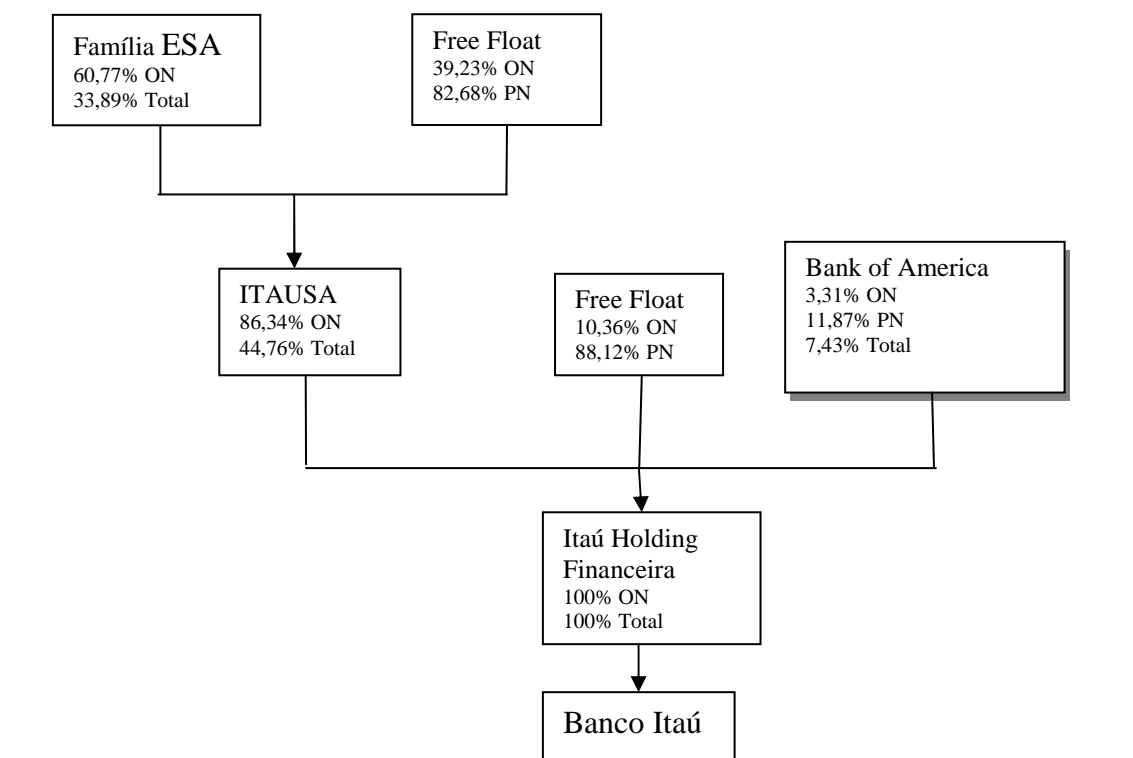 Família ESA
60,77% ON
33,89% Total
Free Float
39,23% ON
82,68% PN
ITAUSA
86,34% ON
44,76% Total
Free Float
10,36% ON
88,12% PN
Bank of America
3,31% ON
11,87% PN
7,43% Total
Itaú Holding
Financeira
100% ON
100% Total
Banco Itaú